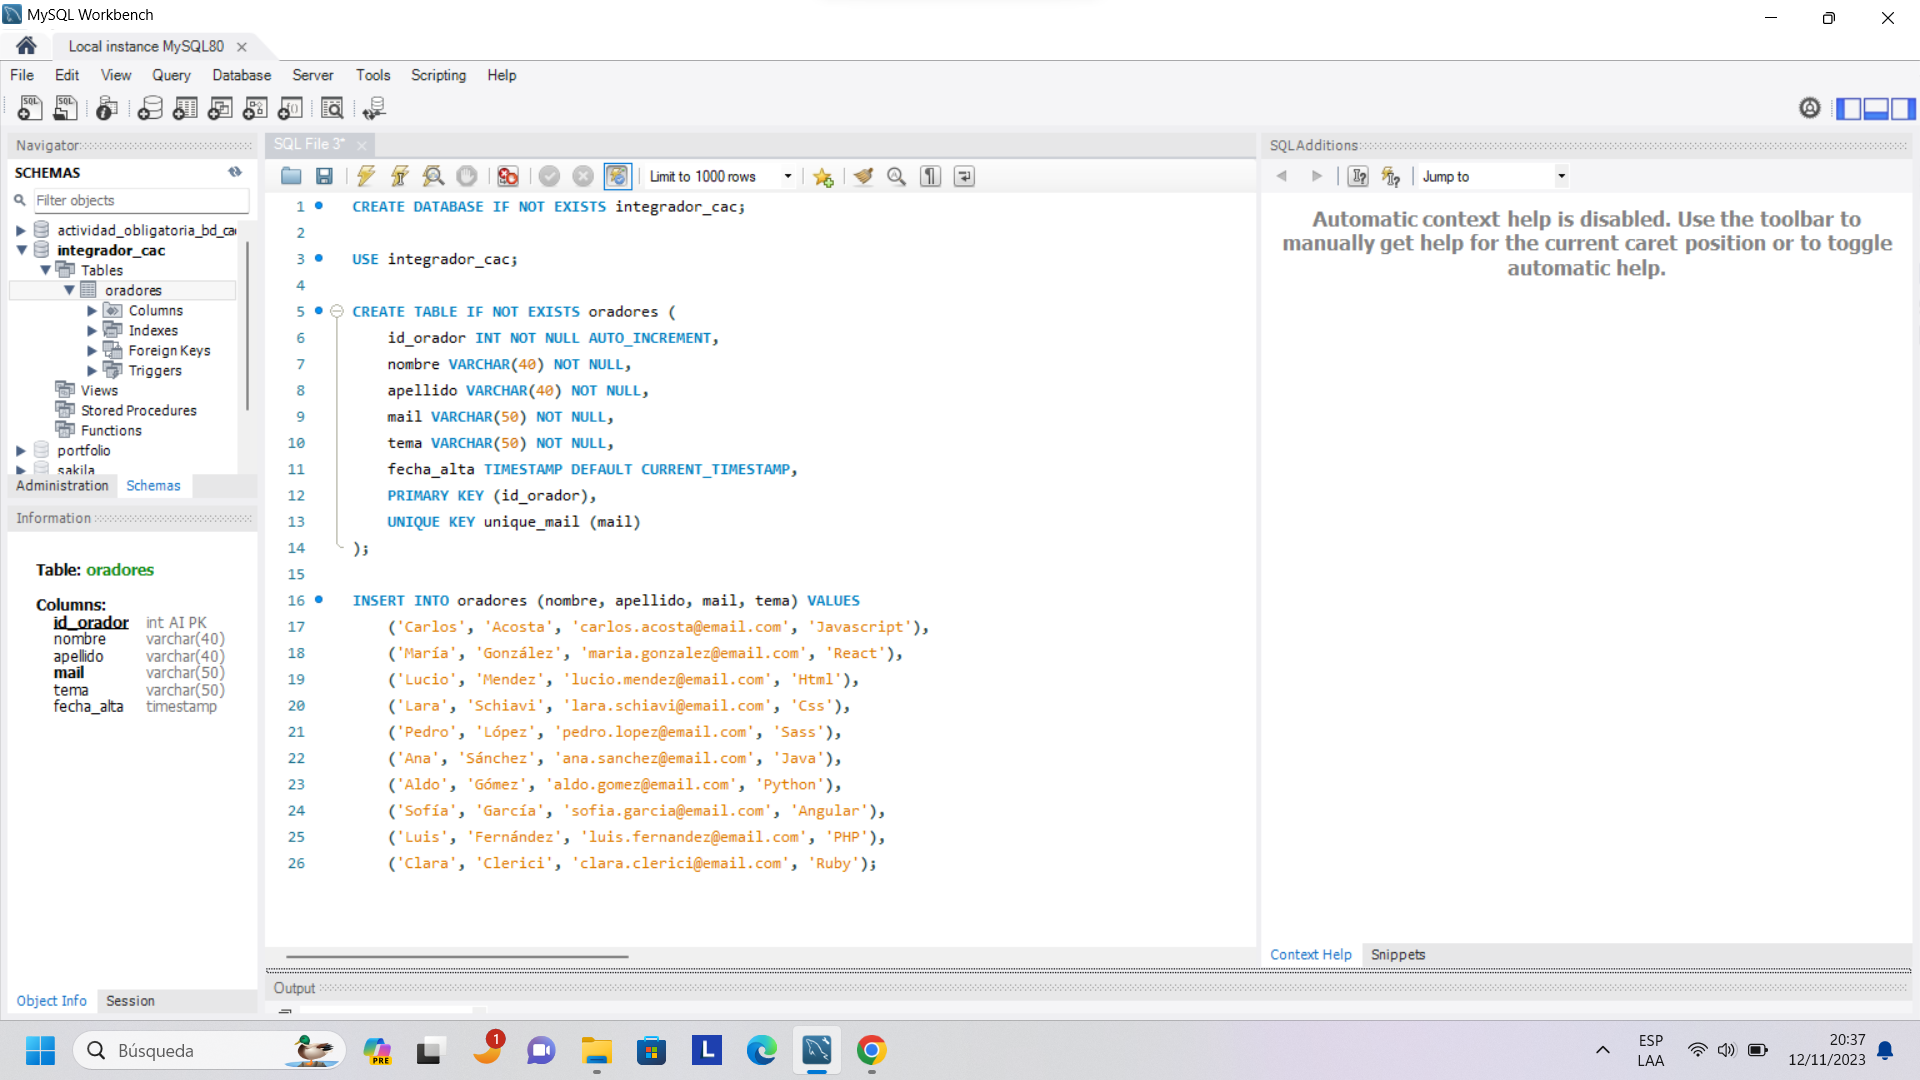 MySQL Workbench
Local instance MySQL80
File Edit View Query Database Server Tools Scripting Help
Navigator
SCHEMAS
Filter objects
actividad_obligatoria_bd_ca
integrador_cac
Tables
oradores
Columns
Indexes
Foreign Keys
Triggers
Views
Stored Procedures
Functions
portfolio
sakila
Administration Schemas
Information
Table: oradores
Columns:
id_orador int AI PK
nombre varchar(40)
apellido varchar(40)
mail varchar(50)
tema varchar(50)
fecha_alta timestamp
Object Info Session
SQL File 3*
Limit to 1000 rows
1 CREATE DATABASE IF NOT EXISTS integrador_cac;
2
3 USE integrador_cac;
4
5 CREATE TABLE IF NOT EXISTS oradores (
6 id_orador INT NOT NULL AUTO_INCREMENT,
7 nombre VARCHAR(40) NOT NULL,
8 apellido VARCHAR(40) NOT NULL,
9 mail VARCHAR(50) NOT NULL,
10 tema VARCHAR(50) NOT NULL,
11 fecha_alta TIMESTAMP DEFAULT CURRENT_TIMESTAMP,
12 PRIMARY KEY (id_orador),
13 UNIQUE KEY unique_mail (mail)
14 );
15
16 INSERT INTO oradores (nombre, apellido, mail, tema) VALUES
17 ('Carlos', 'Acosta', 'carlos.acosta@email.com', 'Javascript'),
18 ('María', 'González', 'maria.gonzalez@email.com', 'React'),
19 ('Lucio', 'Mendez', 'lucio.mendez@email.com', 'Html'),
20 ('Lara', 'Schiavi', 'lara.schiavi@email.com', 'Css'),
21 ('Pedro', 'López', 'pedro.lopez@email.com', 'Sass'),
22 ('Ana', 'Sánchez', 'ana.sanchez@email.com', 'Java'),
23 ('Aldo', 'Gómez', 'aldo.gomez@email.com', 'Python'),
24 ('Sofía', 'García', 'sofia.garcia@email.com', 'Angular'),
25 ('Luis', 'Fernández', 'luis.fernandez@email.com', 'PHP'),
26 ('Clara', 'Clerici', 'clara.clerici@email.com', 'Ruby');
SQLAdditions
Jump to
Automatic context help is disabled. Use the toolbar to
manually get help for the current caret position or to toggle
automatic help.
Context Help Snippets
Output
Búsqueda
PRE
1
L
ESP
LAA
20:37
12/11/2023